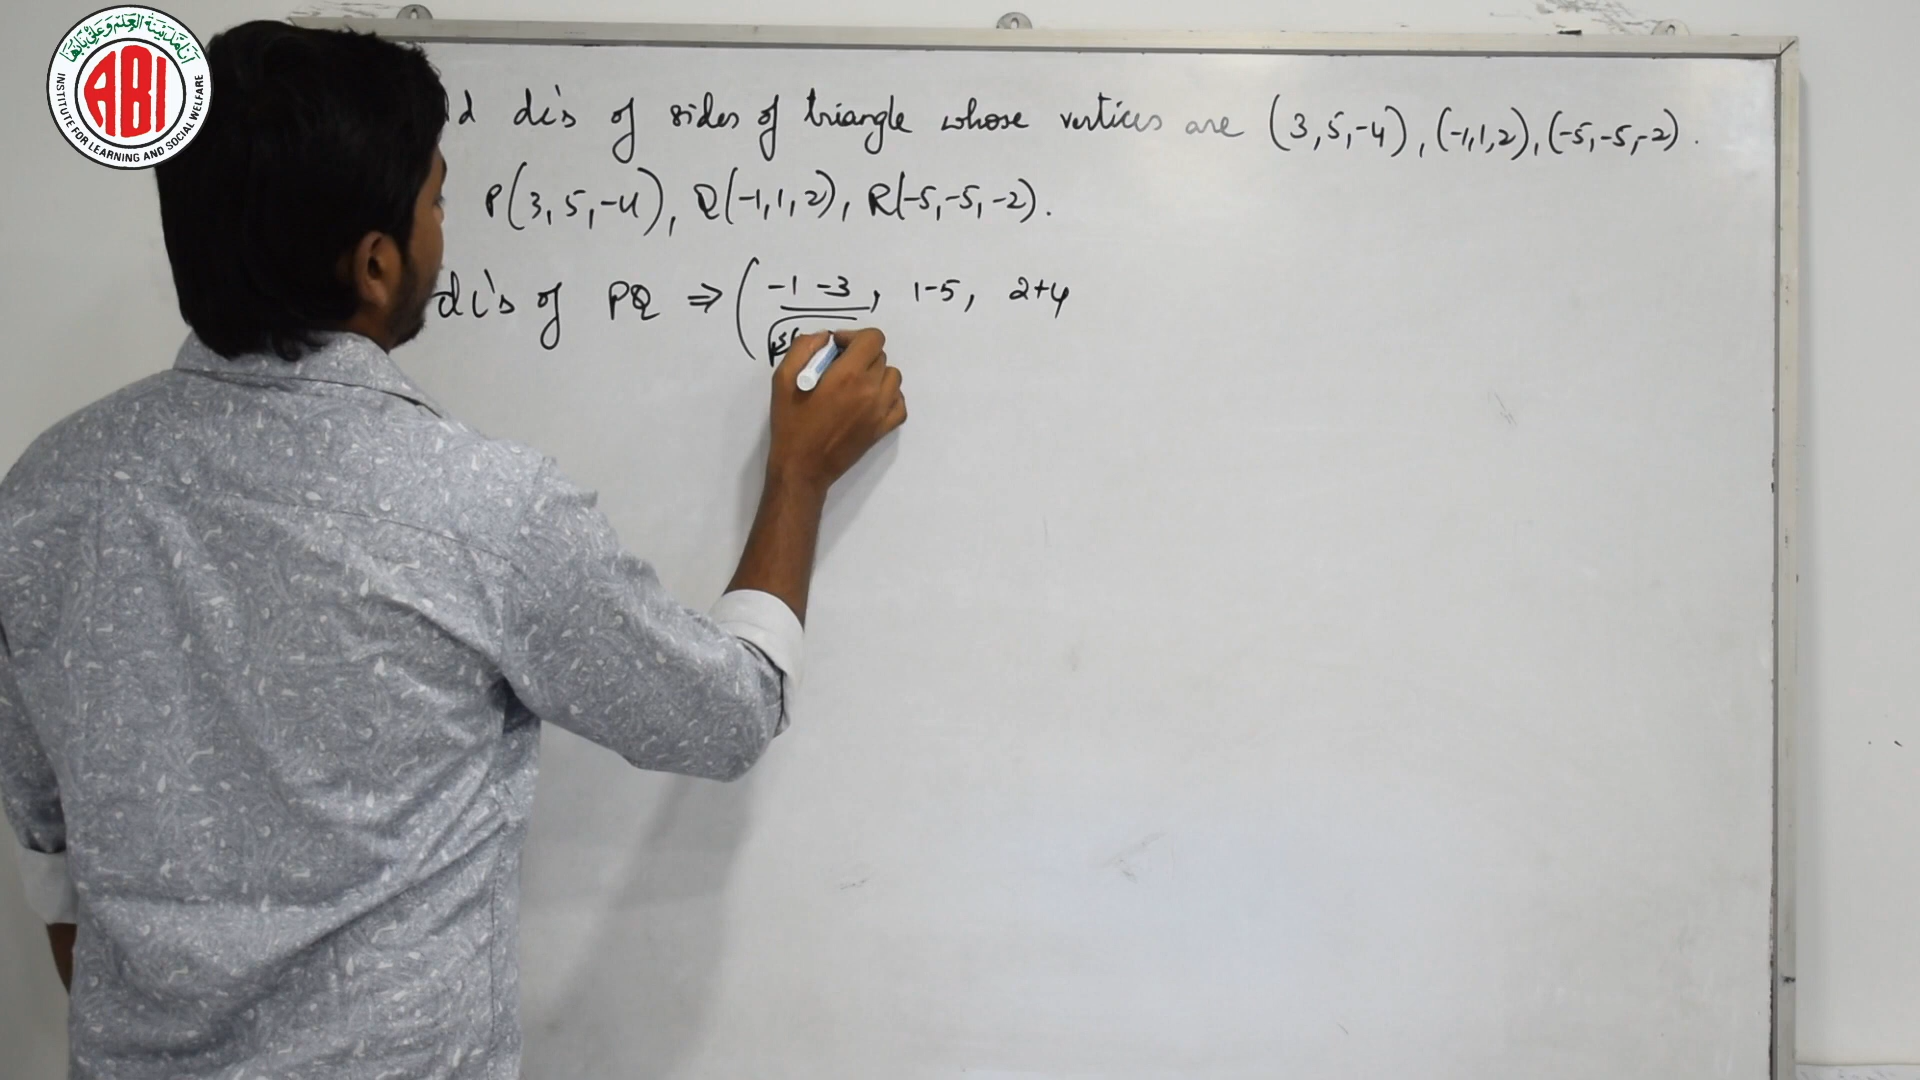 INSTITUTE FOR LEARNING AND SOCIAL WELFARE
ABI
dc's of sides of triangle whose vertices are (3,5,-4), (-1,1,2), (-5,-5,-2).
P(3,5,-4), Q(-1,1,2), R(-5,-5,-2).
dc's of PQ ⇒ (-1-3, 1-5, 2+4